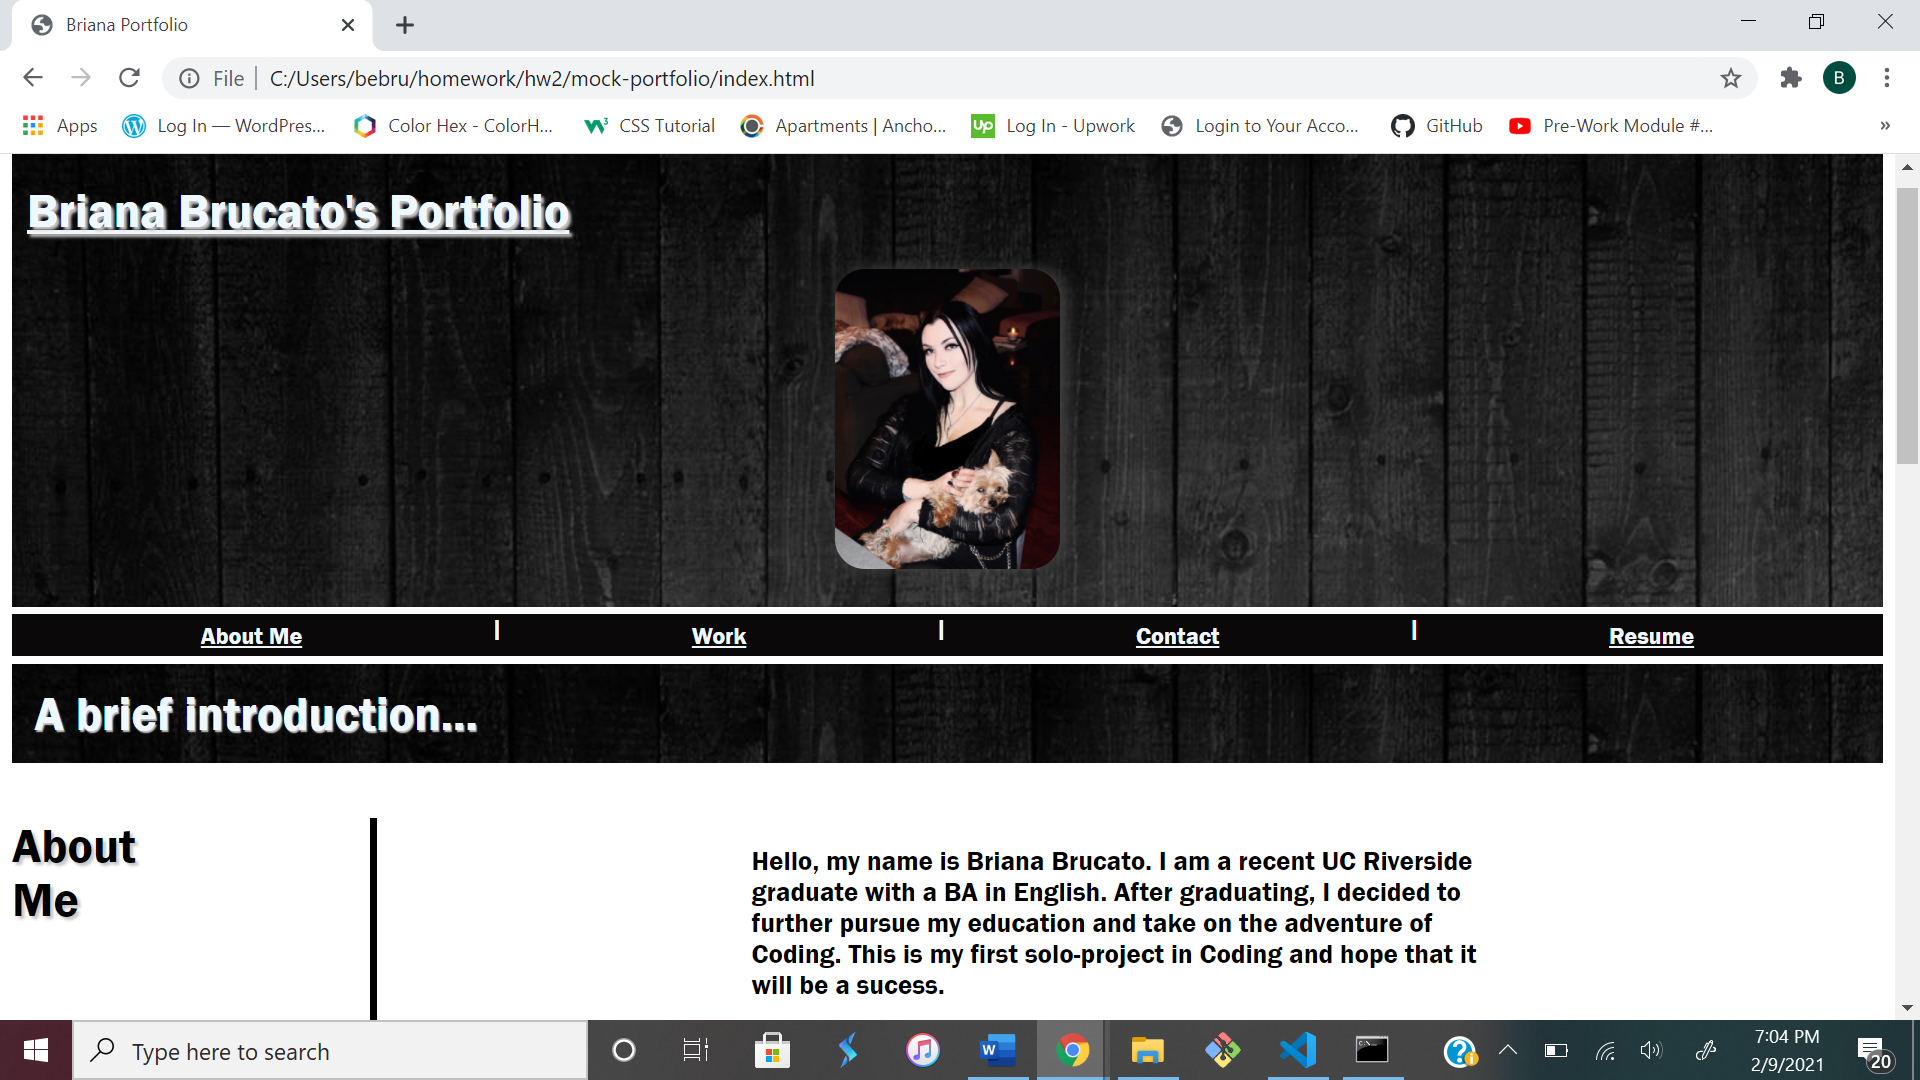 Briana Portfolio
File
C:/Users/bebru/homework/hw2/mock-portfolio/index.html
B
Apps
Log In — WordPres...
Color Hex - ColorH...
CSS Tutorial
Apartments | Ancho...
Up
Log In - Upwork
Login to Your Acco...
GitHub
Pre-Work Module #...
»
Briana Brucato's Portfolio
About Me | Work | Contact | Resume
A brief introduction...
About
Me
Hello, my name is Briana Brucato. I am a recent UC Riverside
graduate with a BA in English. After graduating, I decided to
further pursue my education and take on the adventure of
Coding. This is my first solo-project in Coding and hope that it
will be a sucess.
Type here to search
W
7:04 PM
2/9/2021
20